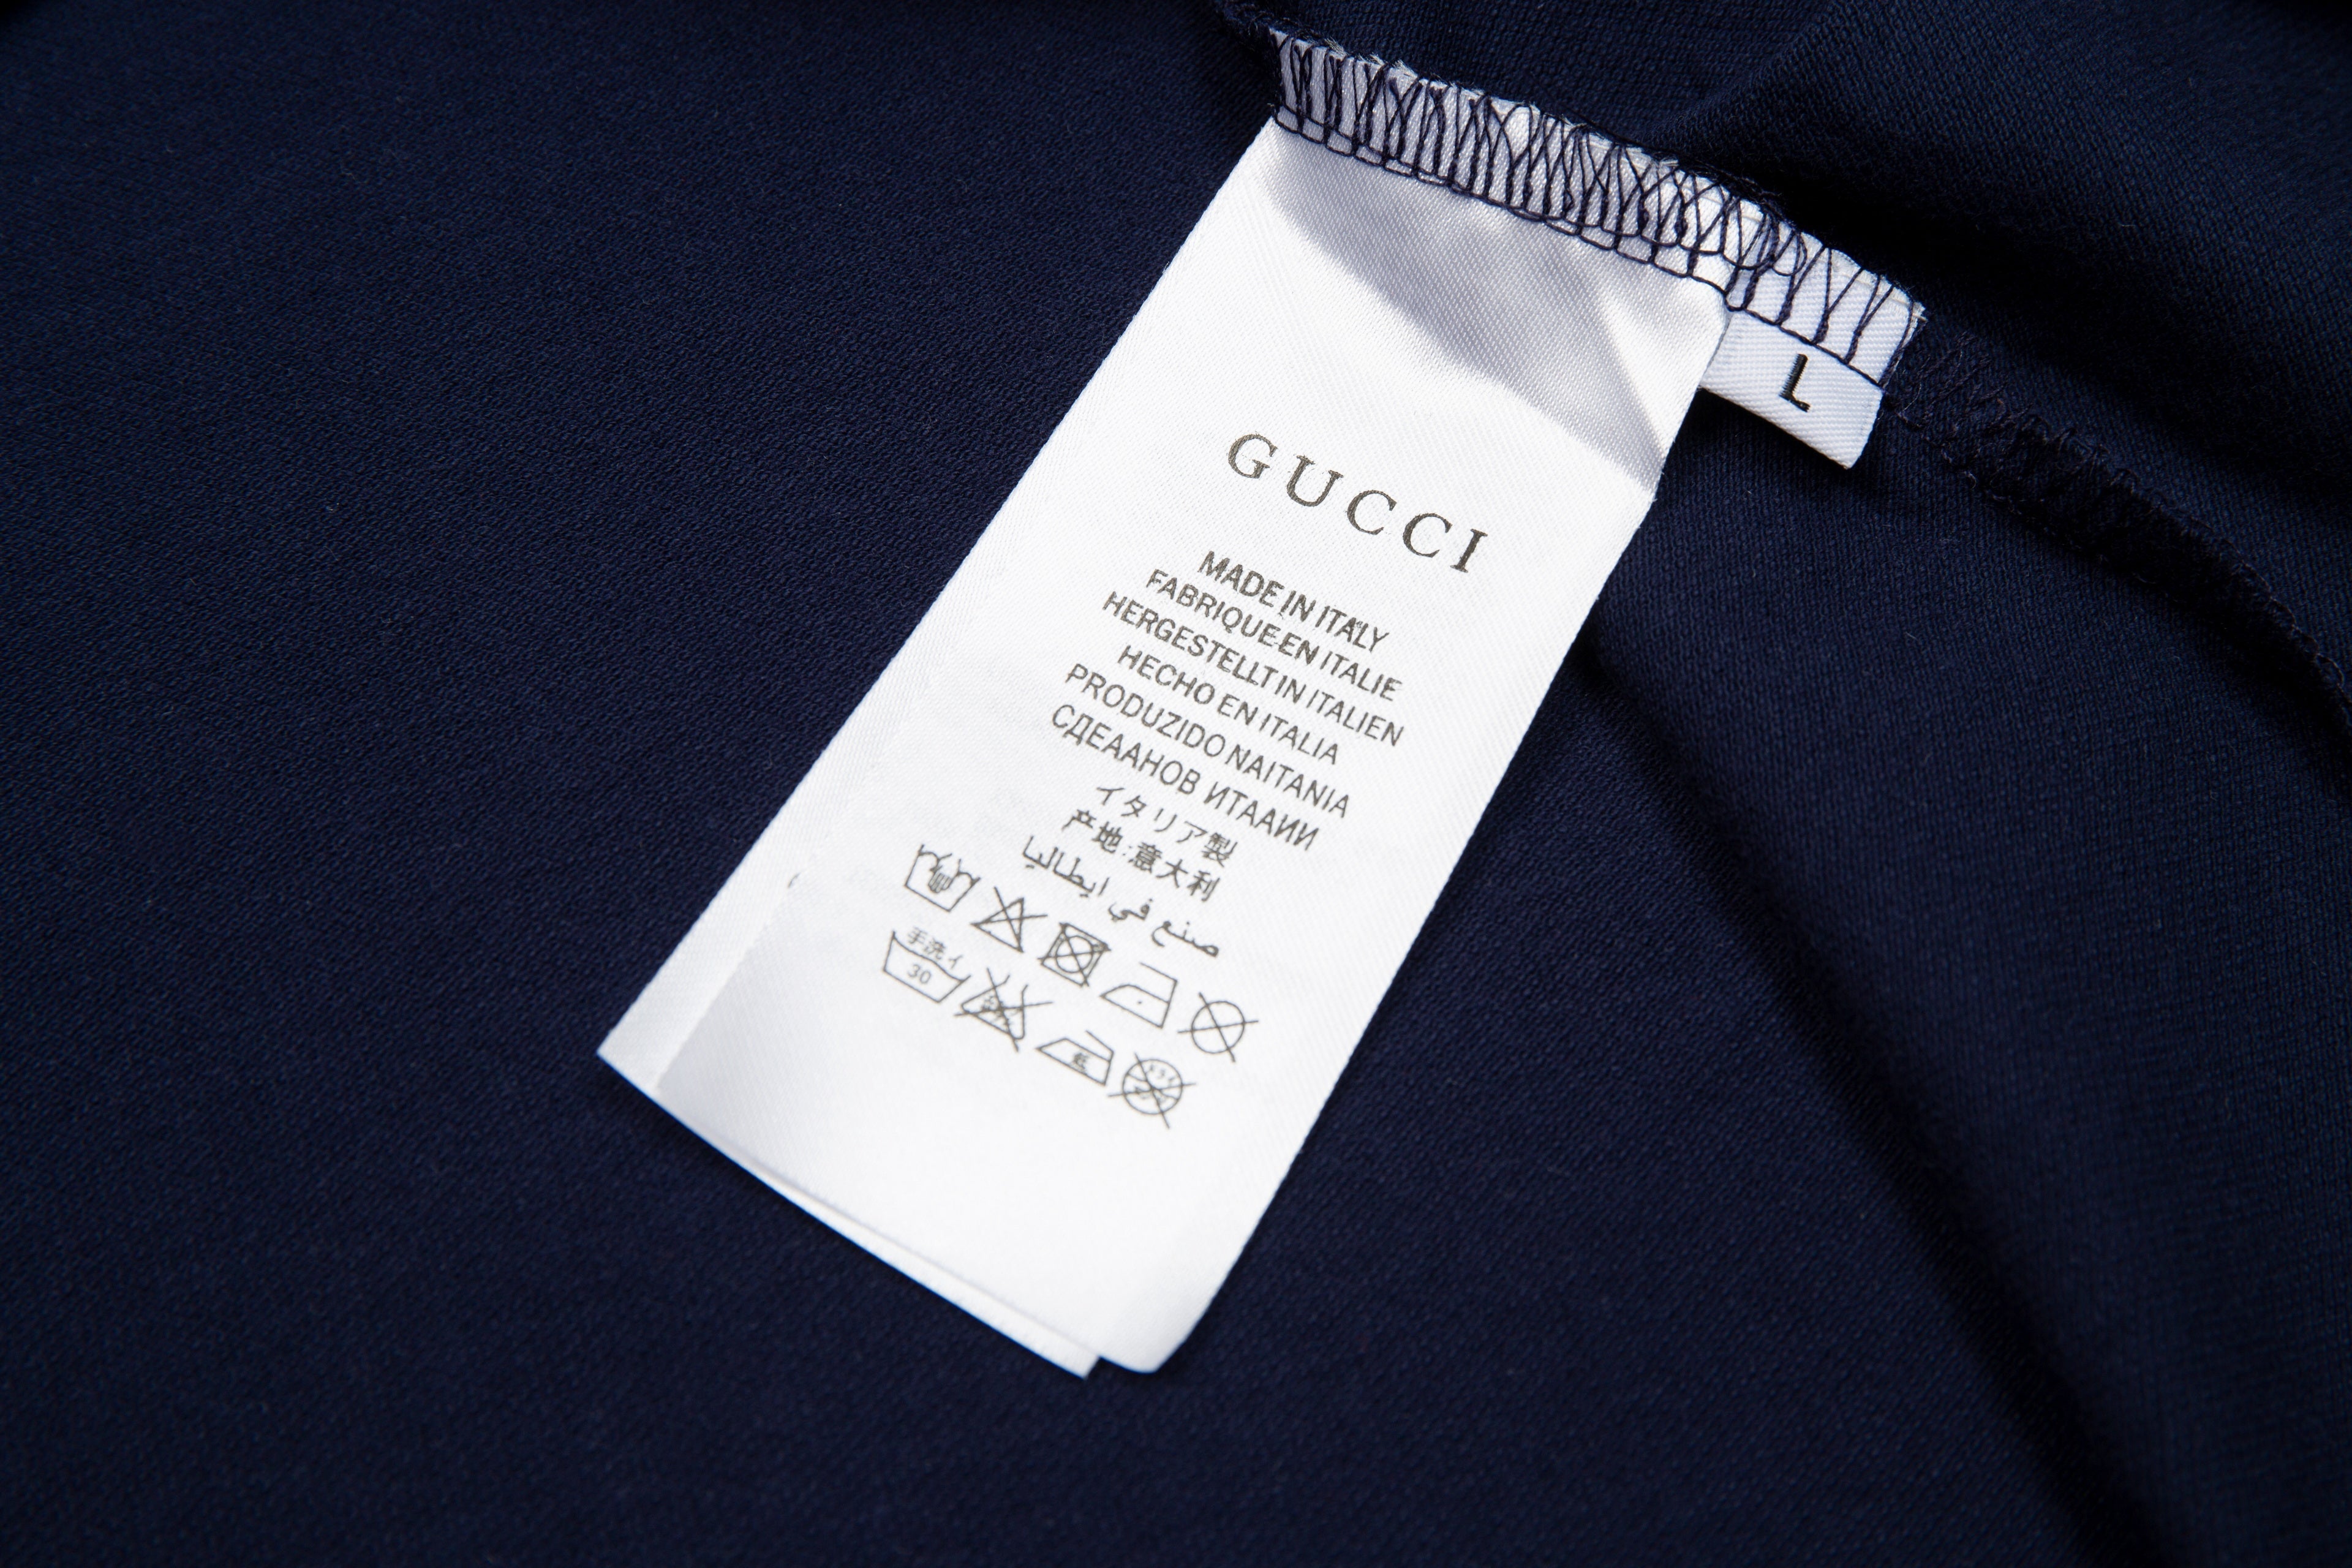 L
GUCCI
MADE IN ITALY
FABRIQUE EN ITALIE
HERGESTELLT IN ITALIEN
HECHO EN ITALIA
PRODUZIDO NAITANIA
СДЕААНОВ ИТААИИ
イタリア製
产地:意大利
صنع في ايطاليا
手洗イ
30
低